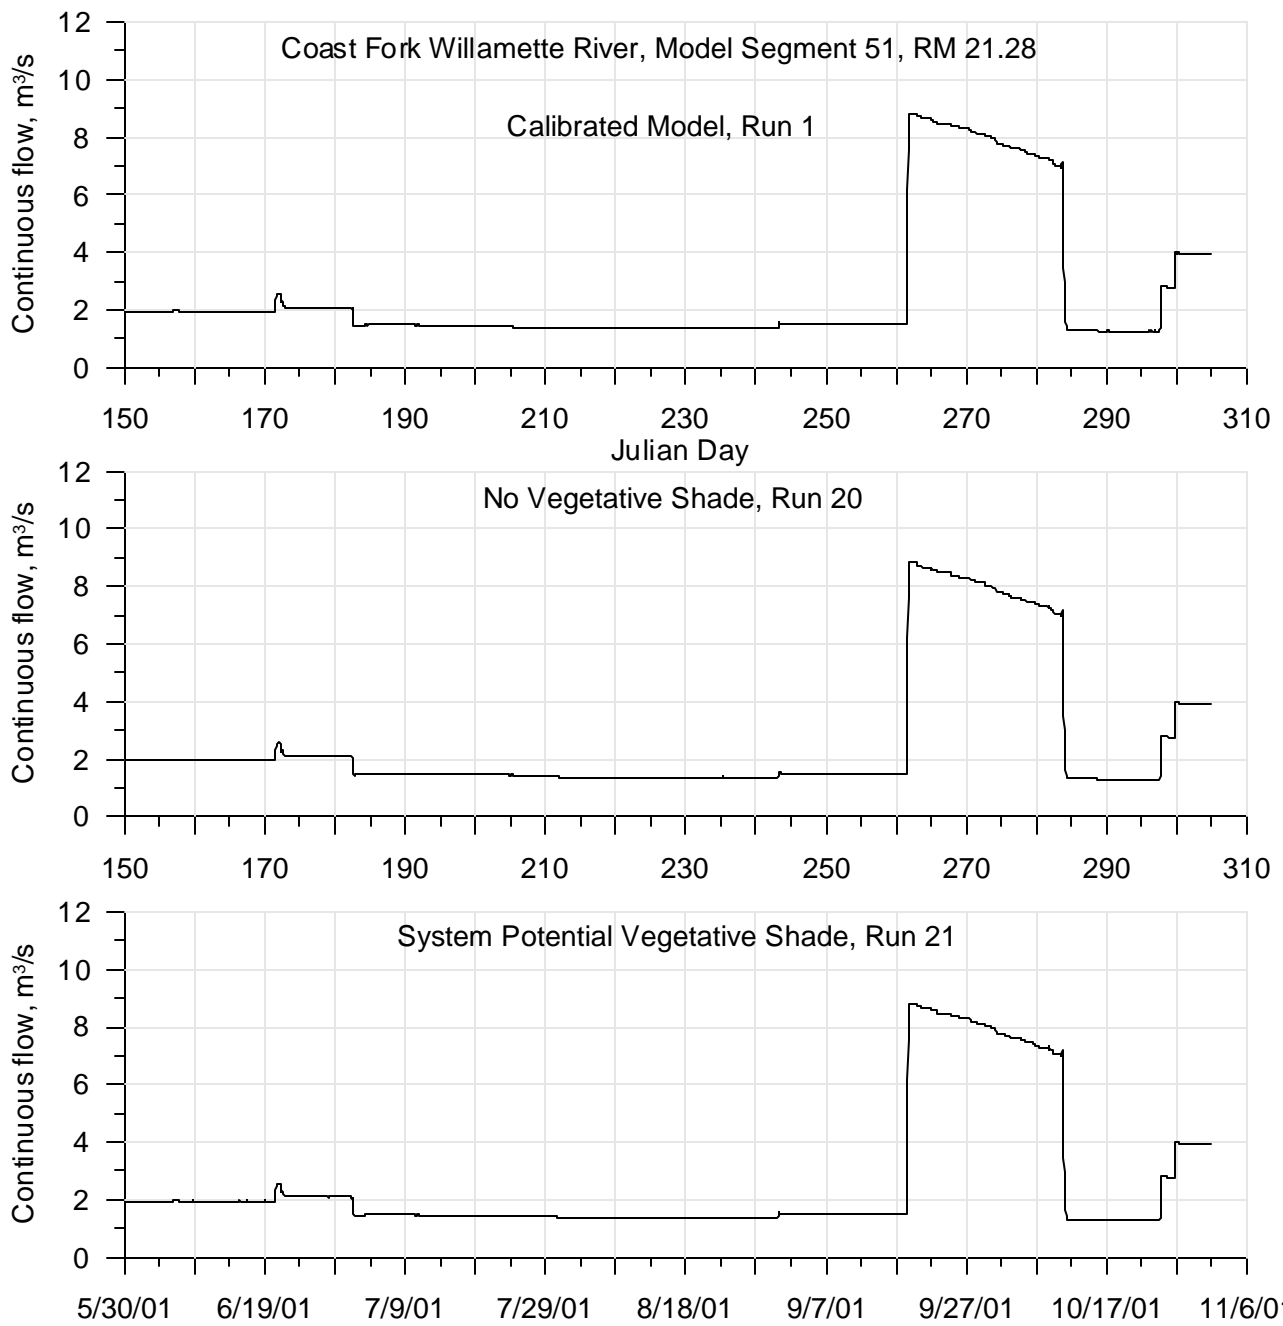 12
Coast Fork Willamette River, Model Segment 51, RM 21.28
10
Calibrated Model, Run 1
8
6
4
2
0
Continuous flow, m³/s
150 170 190 210 230 250 270 290 310
Julian Day
12
No Vegetative Shade, Run 20
10
8
6
4
2
0
Continuous flow, m³/s
150 170 190 210 230 250 270 290 310
12
System Potential Vegetative Shade, Run 21
10
8
6
4
2
0
Continuous flow, m³/s
5/30/01 6/19/01 7/9/01 7/29/01 8/18/01 9/7/01 9/27/01 10/17/01 11/6/0